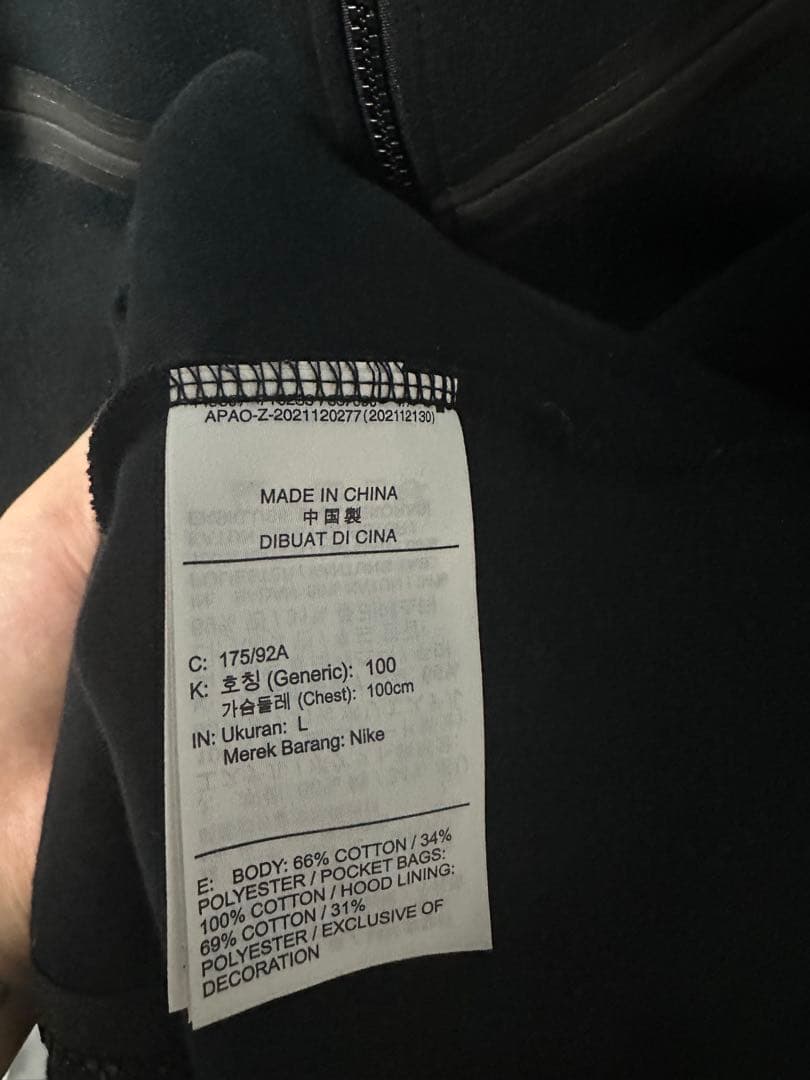 APAO-Z-2021120277(202112130)
MADE IN CHINA
中国製
DIBUAT DI CINA
C: 175/92A
K: 호칭 (Generic): 100
가슴둘레 (Chest): 100cm
IN: Ukuran: L
Merek Barang: Nike
E: BODY: 66% COTTON / 34%
POLYESTER / POCKET BAGS:
100% COTTON / HOOD LINING:
69% COTTON / 31%
POLYESTER / EXCLUSIVE OF
DECORATION